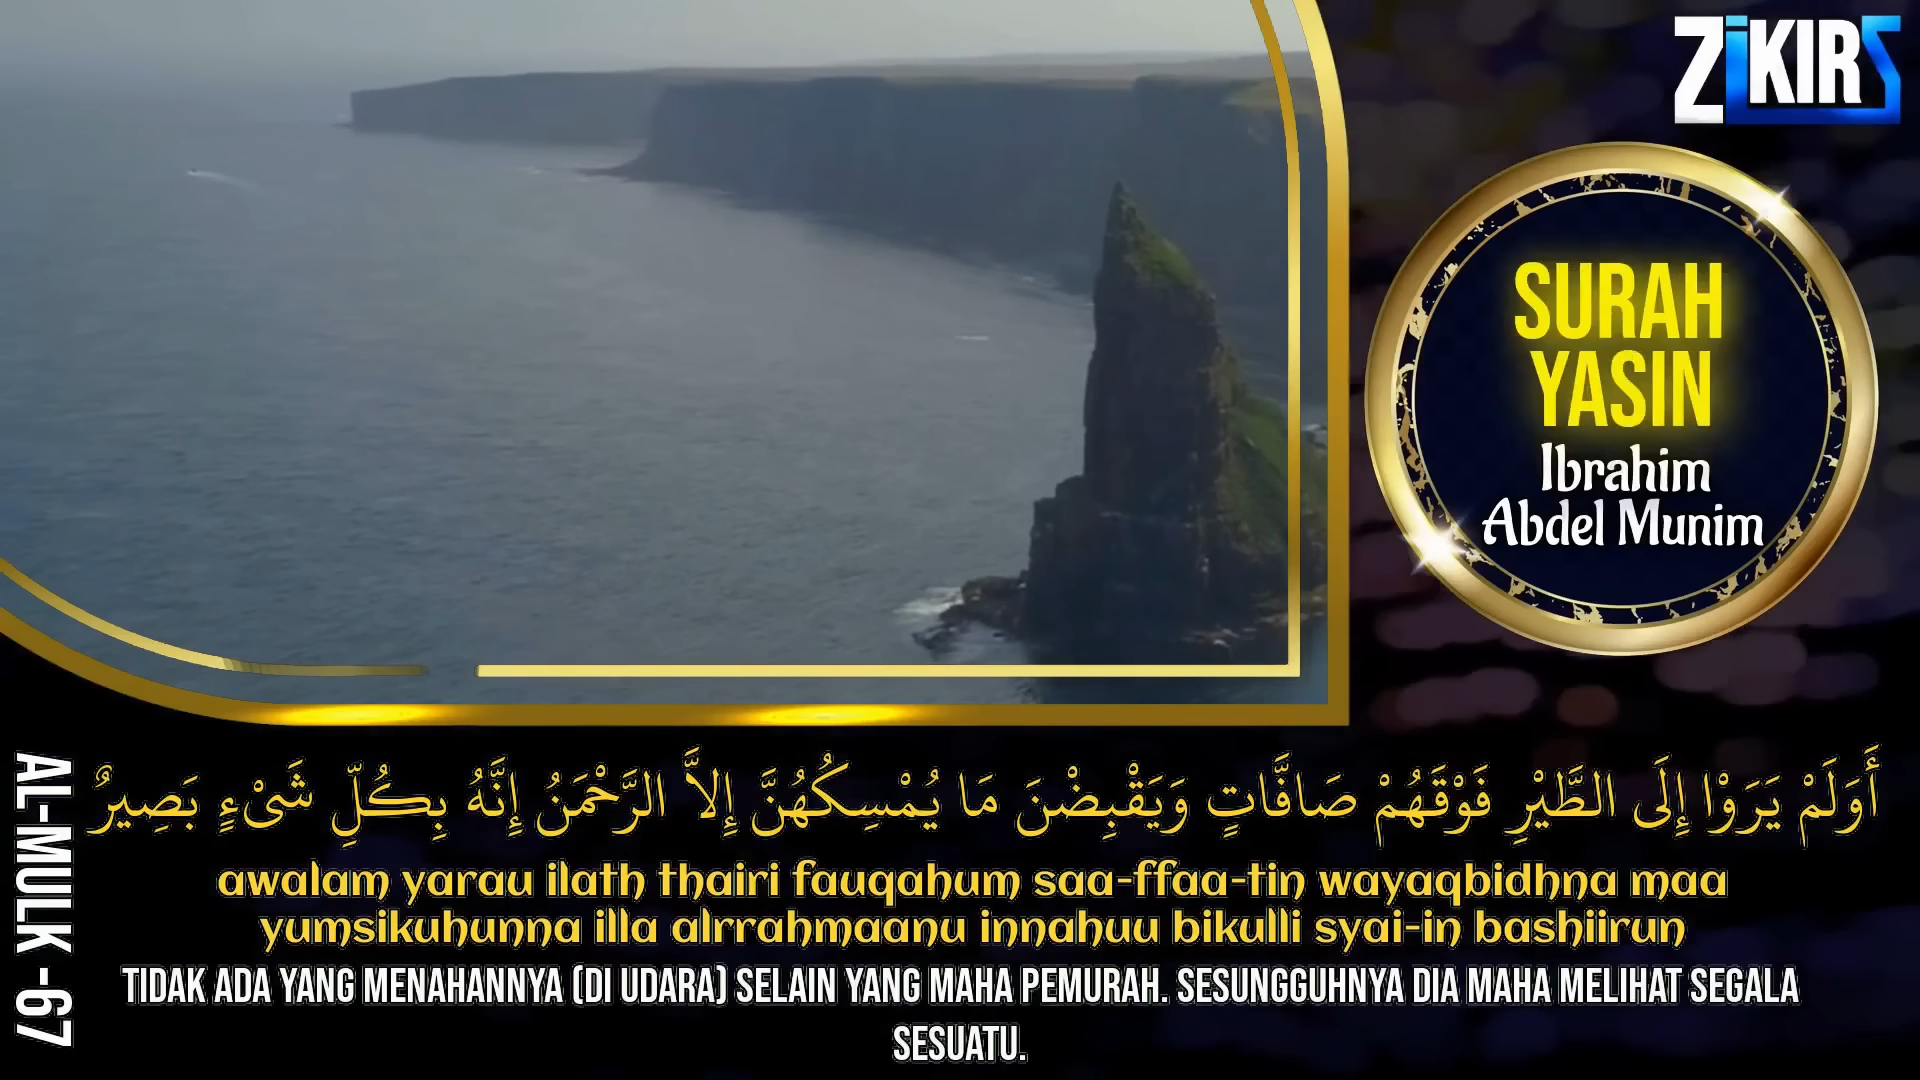 ZiKIRS
SURAH
YASIN
Ibrahim
Abdel Munim
AL-MULK -67
أَوَلَمْ يَرَوْا إِلَى الطَّيْرِ فَوْقَهُمْ صَافَّاتٍ وَيَقْبِضْنَ مَا يُمْسِكُهُنَّ إِلاَّ الرَّحْمَنُ إِنَّهُ بِكُلِّ شَىْءٍ بَصِيرٌ
awalam yarau ilath thairi fauqahum saa-ffaa-tin wayaqbidhna maa
yumsikuhunna illa alrrahmaanu innahuu bikulli syai-in bashiirun
TIDAK ADA YANG MENAHANNYA (DI UDARA) SELAIN YANG MAHA PEMURAH. SESUNGGUHNYA DIA MAHA MELIHAT SEGALA
SESUATU.